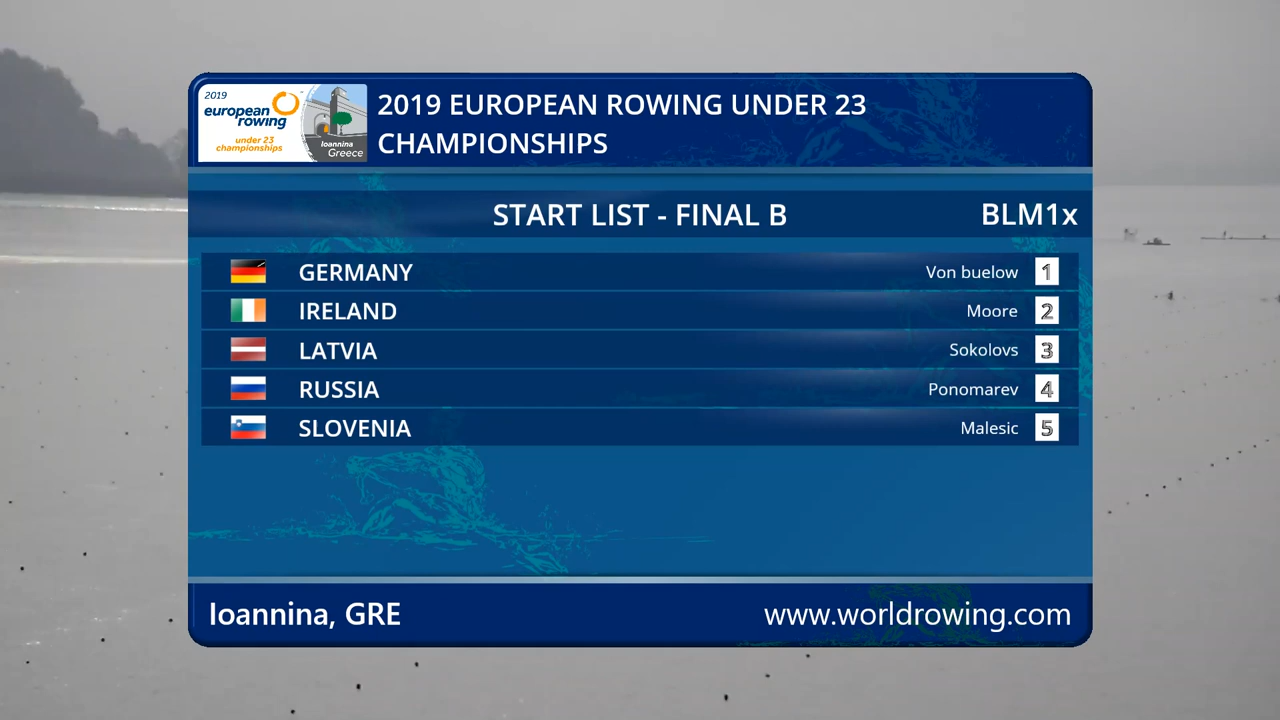 2019
european
rowing
under 23
championships
Ioannina
Greece
2019 EUROPEAN ROWING UNDER 23
CHAMPIONSHIPS
START LIST - FINAL B BLM1x
GERMANY Von buelow 1
IRELAND Moore 2
LATVIA Sokolovs 3
RUSSIA Ponomarev 4
SLOVENIA Malesic 5
Ioannina, GRE www.worldrowing.com